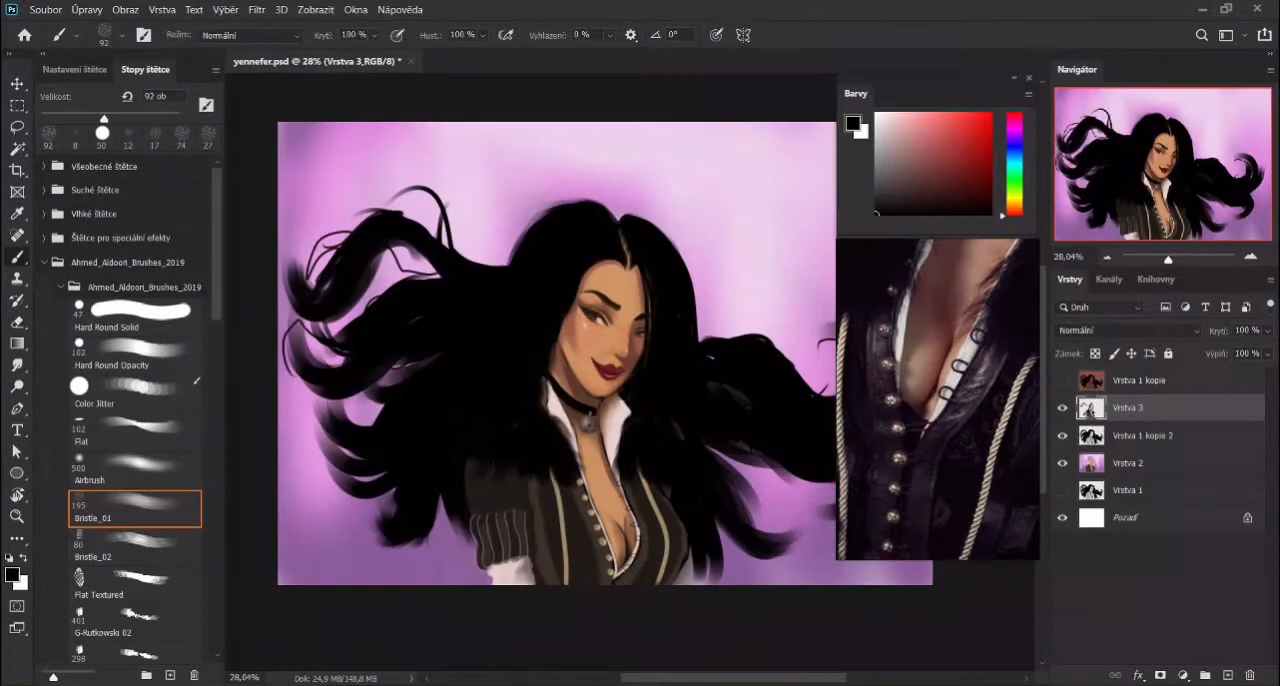 Ps Soubor Úpravy Obraz Vrstva Text Výběr Filtr 3D Zobrazit Okna Nápověda
92 Režim: Normální Krytí: 100 % Hust.: 100 % Vyhlazení: 0 % 0°
Nastavení štětce Stopy štětce
Velikost: 92 ob
92 8 50 12 17 74 27
Všeobecné štětce
Suché štětce
Vlhké štětce
Štětce pro speciální efekty
Ahmed_Aldoori_Brushes_2019
Ahmed_Aldoori_Brushes_2019
47
Hard Round Solid
102
Hard Round Opacity
Color Jitter
102
Flat
500
Airbrush
195
Bristle_01
80
Bristle_02
Flat Textured
401
G-Rutkowski 02
298
yennefer.psd @ 28% (Vrstva 3,RGB/8) *
Barvy
28,04% Dok: 24,9 MB/148,8 MB
Navigátor
28,04%
Vrstvy Kanály Knihovny
Druh
Normální Krytí: 100 %
Zámek: Výplň: 100 %
Vrstva 1 kopie
Vrstva 3
Vrstva 1 kopie 2
Vrstva 2
Vrstva 1
Pozadí
fx